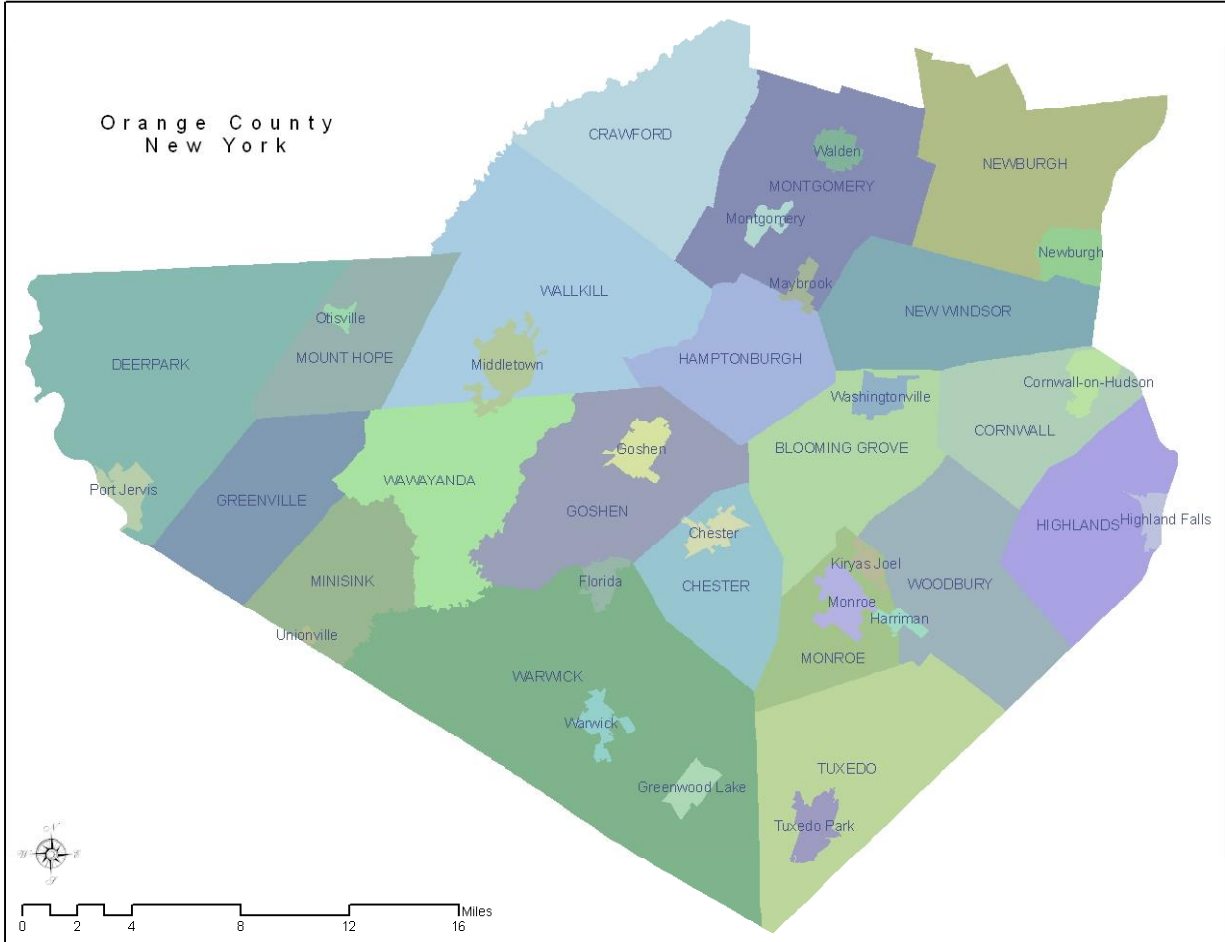 Orange County
New York
CRAWFORD
Walden
MONTGOMERY
NEWBURGH
Montgomery
Newburgh
Maybrook
WALLKILL
NEW WINDSOR
Otisville
MOUNT HOPE
HAMPTONBURGH
DEERPARK
Middletown
Cornwall-on-Hudson
Washingtonville
CORNWALL
BLOOMING GROVE
Goshen
WAWAYANDA
Port Jervis
GREENVILLE
GOSHEN
HIGHLANDS
Highland Falls
Chester
Kiryas Joel
MINISINK
Florida
CHESTER
WOODBURY
Monroe
Harriman
Unionville
MONROE
WARWICK
Warwick
TUXEDO
Greenwood Lake
Tuxedo Park
N
W
E
S
Miles
0 2 4 8 12 16